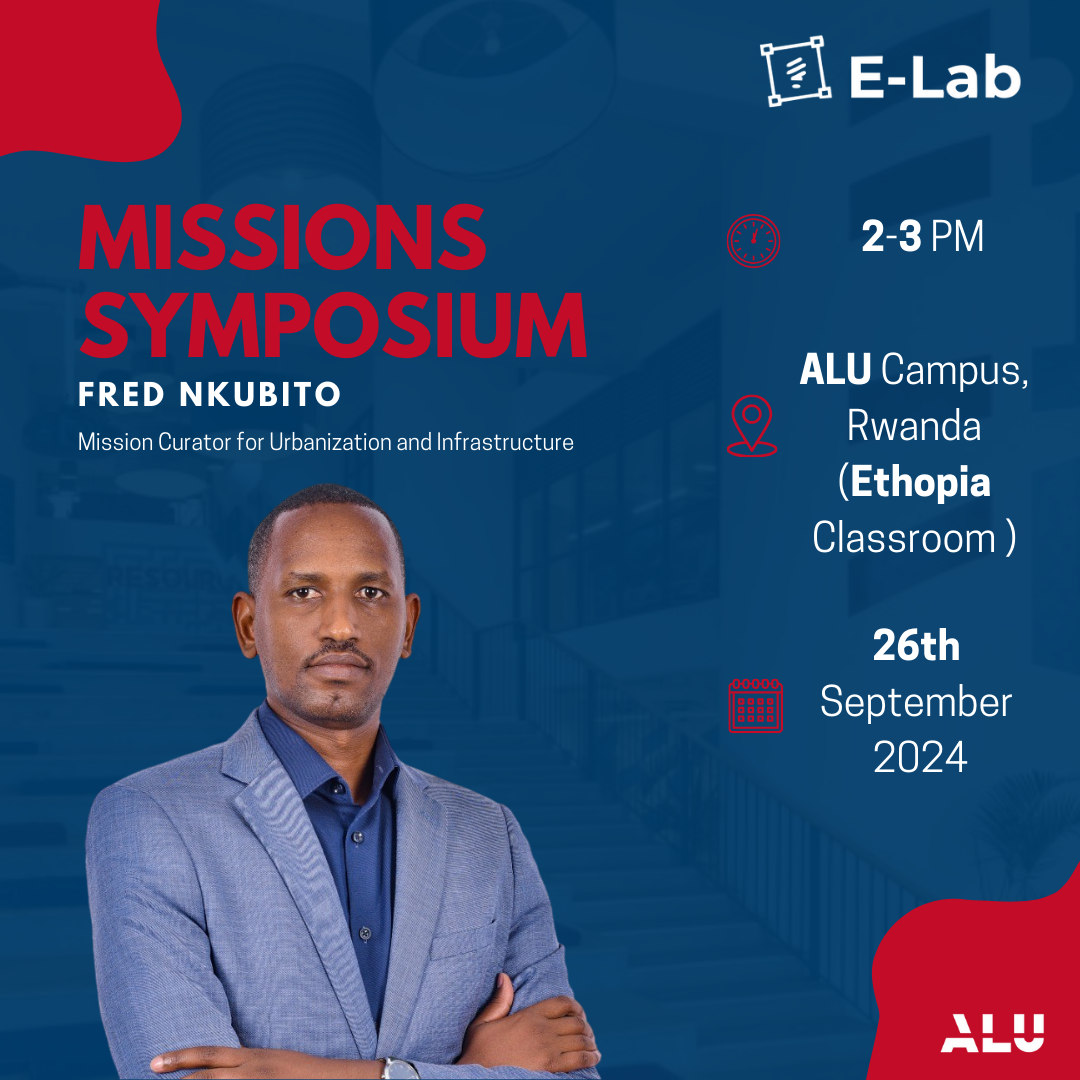 E-Lab
MISSIONS
SYMPOSIUM
FRED NKUBITO
Mission Curator for Urbanization and Infrastructure
2-3 PM
ALU Campus,
Rwanda
(Ethopia
Classroom )
26th
September
2024
ALU